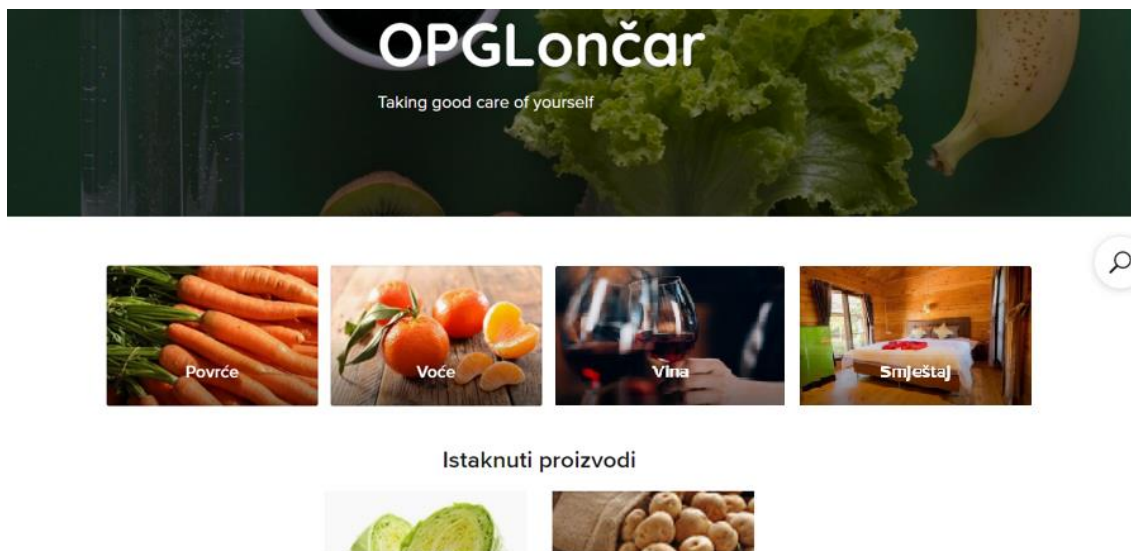 OPGLončar
Taking good care of yourself
Povrće
Voće
Vina
Smještaj
Istaknuti proizvodi